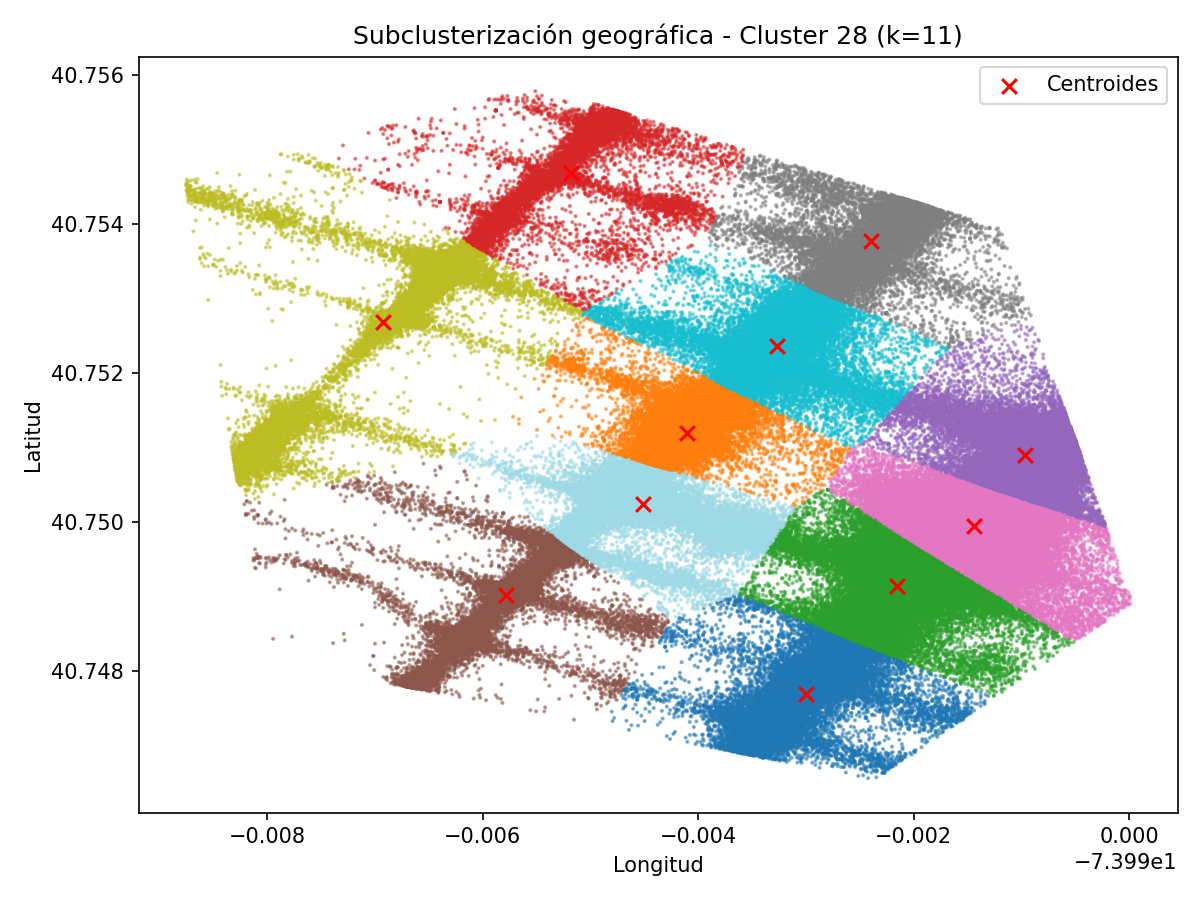 Subclusterización geográfica - Cluster 28 (k=11)
Centroides
40.756
40.754
40.752
40.750
40.748
Latitud
−0.008
−0.006
−0.004
−0.002
0.000
−7.399e1
Longitud